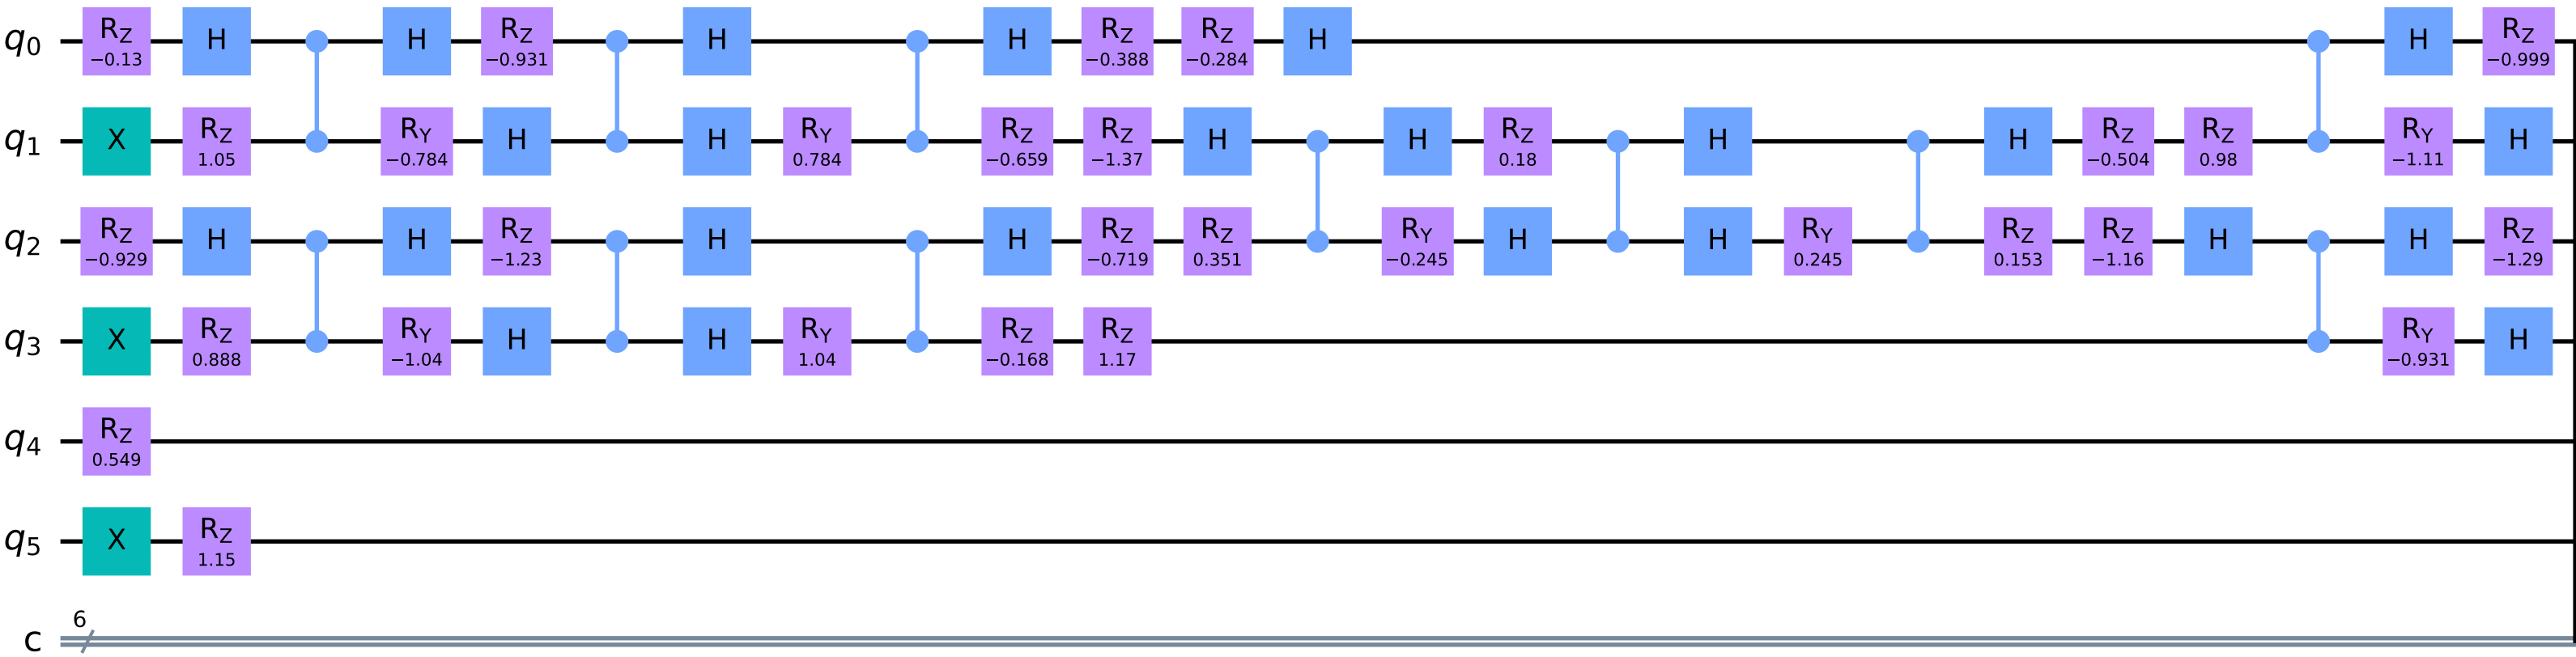 q0 RZ −0.13 H H RZ −0.931 H H RZ −0.388 RZ −0.284 H H RZ −0.999
q1 X RZ 1.05 RY −0.784 H H RY 0.784 RZ −0.659 RZ −1.37 H H RZ 0.18 H H RZ −0.504 RZ 0.98 RY −1.11 H
q2 RZ −0.929 H H RZ −1.23 H H RZ −0.719 RZ 0.351 RY −0.245 H H RY 0.245 RZ 0.153 RZ −1.16 H H RZ −1.29
q3 X RZ 0.888 RY −1.04 H H RY 1.04 RZ −0.168 RZ 1.17 RY −0.931 H
q4 RZ 0.549
q5 X RZ 1.15
6
c